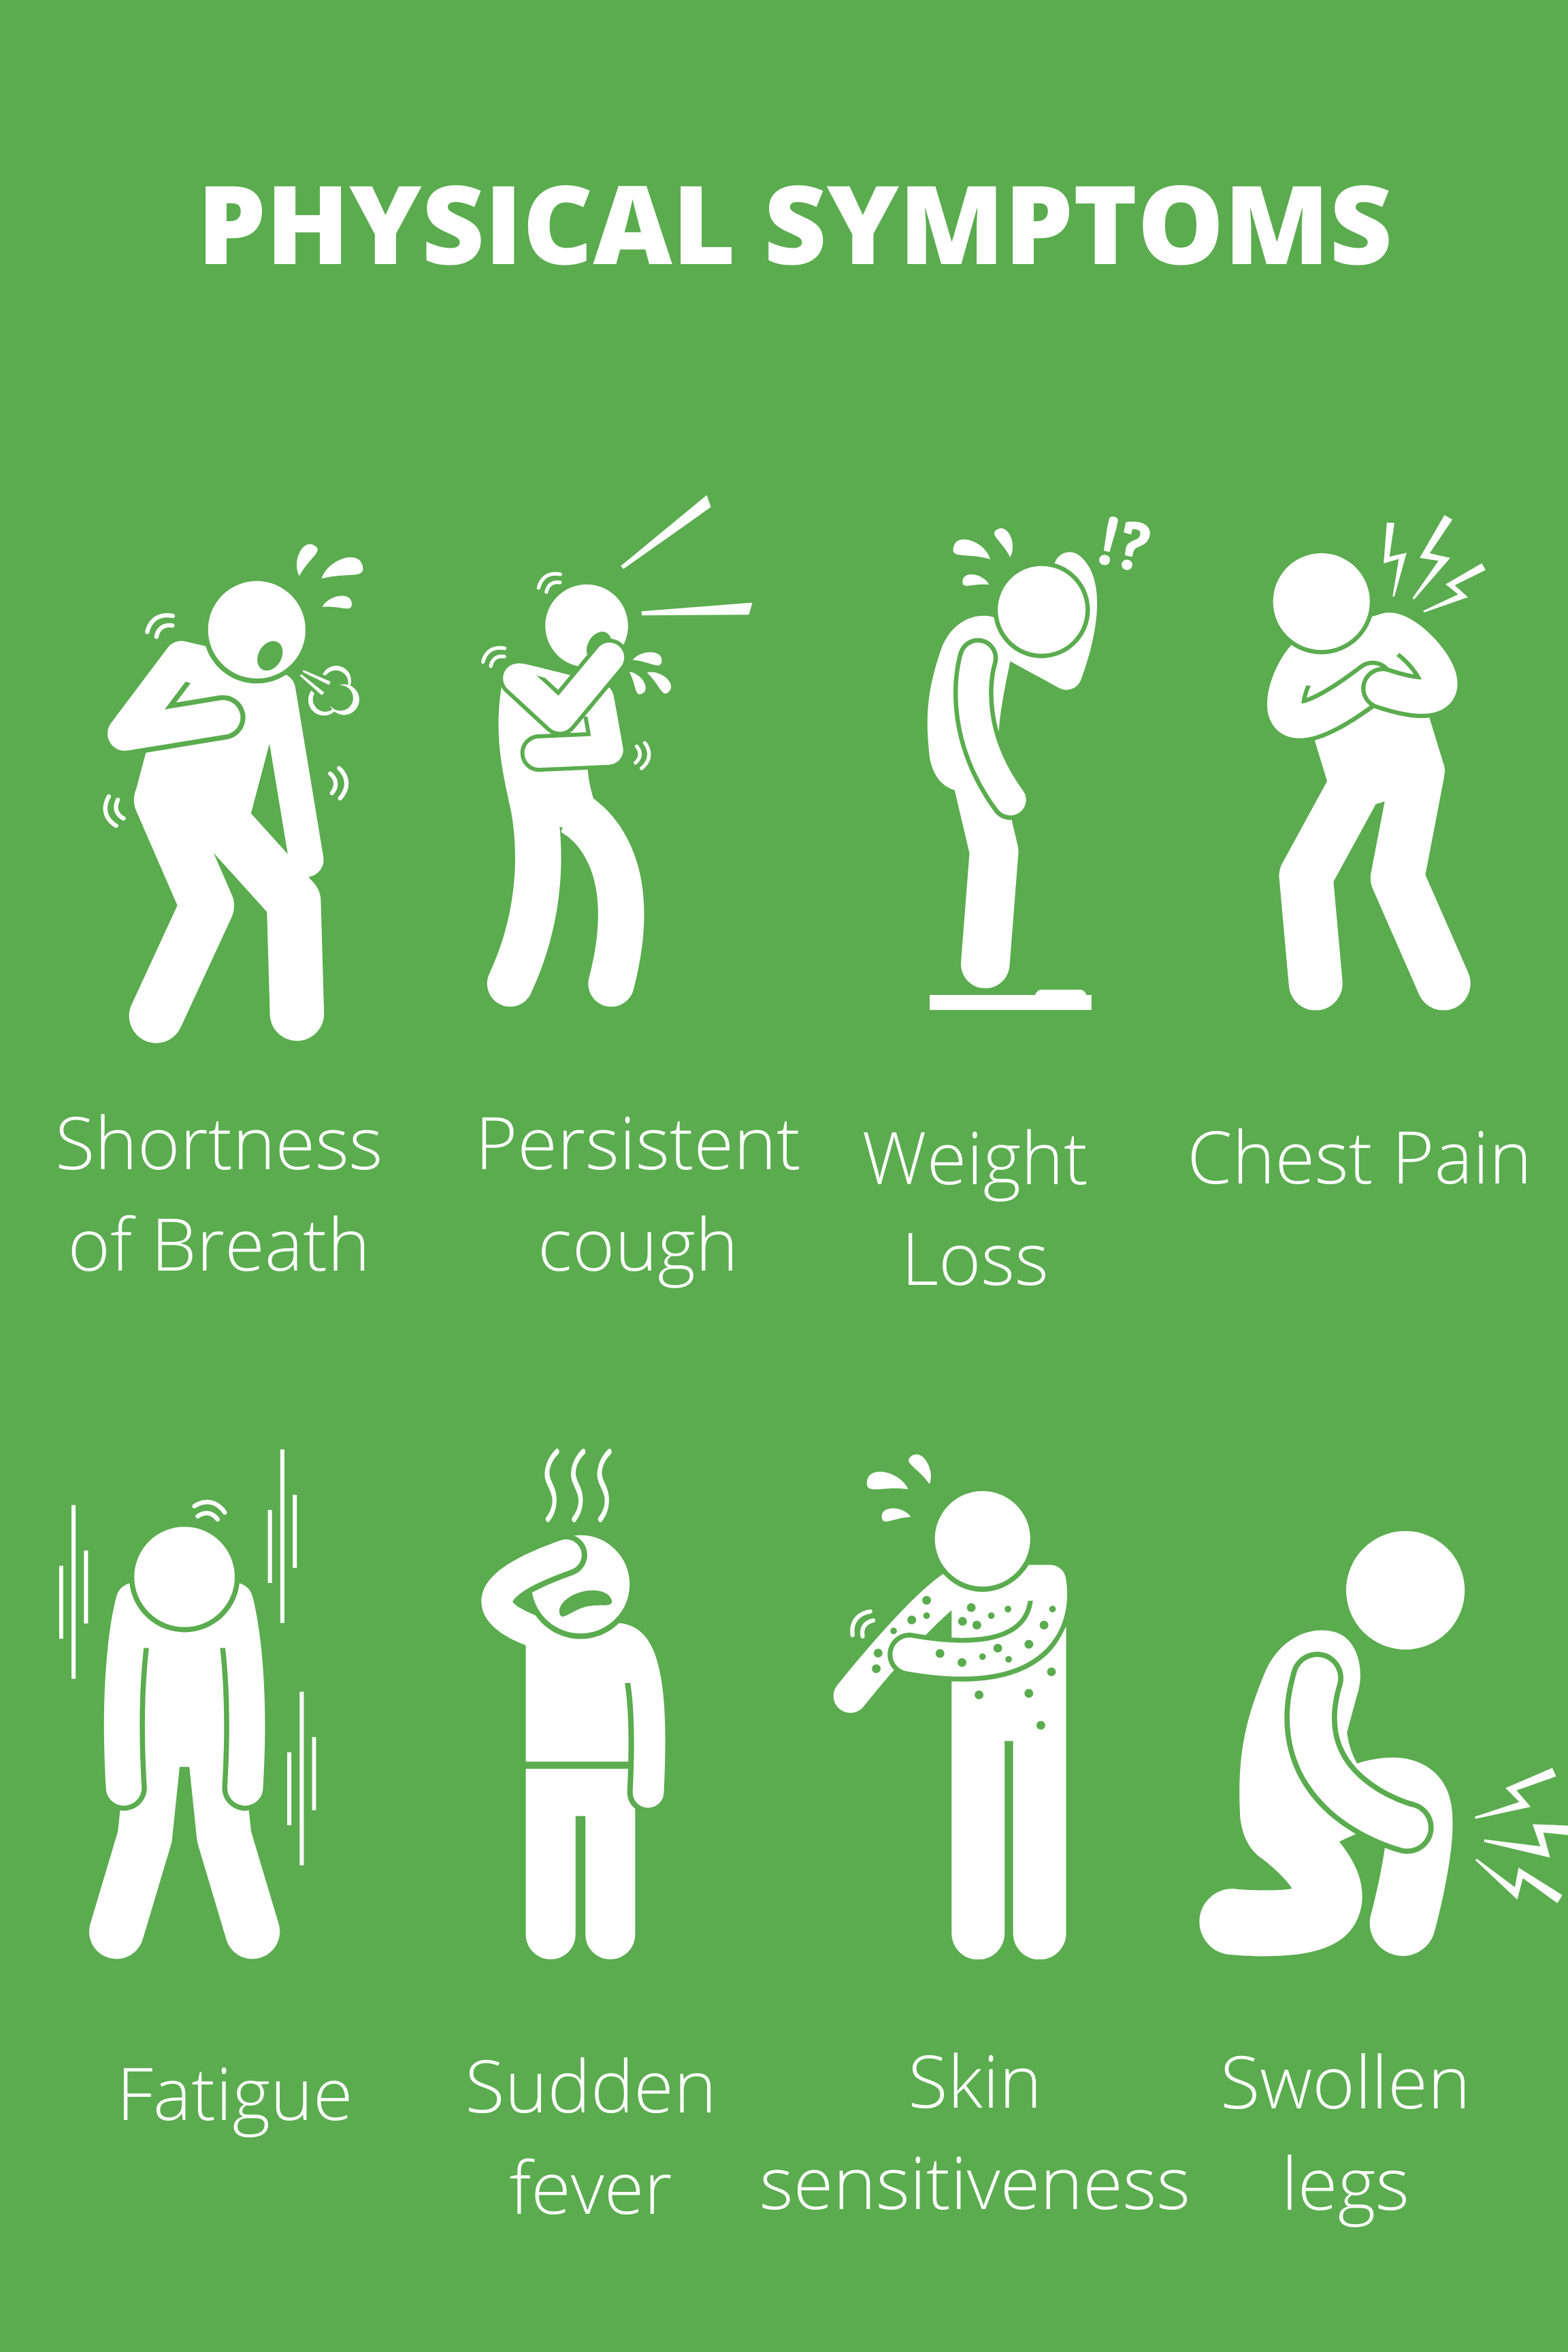 PHYSICAL SYMPTOMS
!?
Shortness
of Breath
Persistent
cough
Weight
Loss
Chest Pain
Fatigue
Sudden
fever
Skin
sensitiveness
Swollen
legs